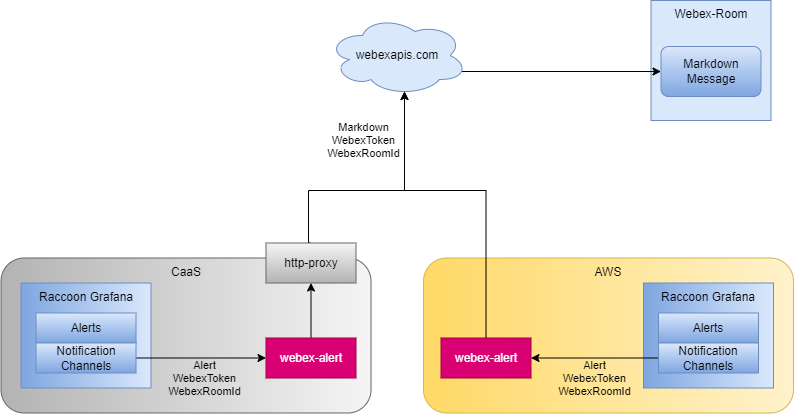 Webex-Room
webexapis.com
Markdown
Message
Markdown
WebexToken
WebexRoomId
http-proxy
CaaS
AWS
Raccoon Grafana
Alerts
Notification
Channels
Alert
WebexToken
WebexRoomId
webex-alert
webex-alert
Alert
WebexToken
WebexRoomId
Raccoon Grafana
Alerts
Notification
Channels